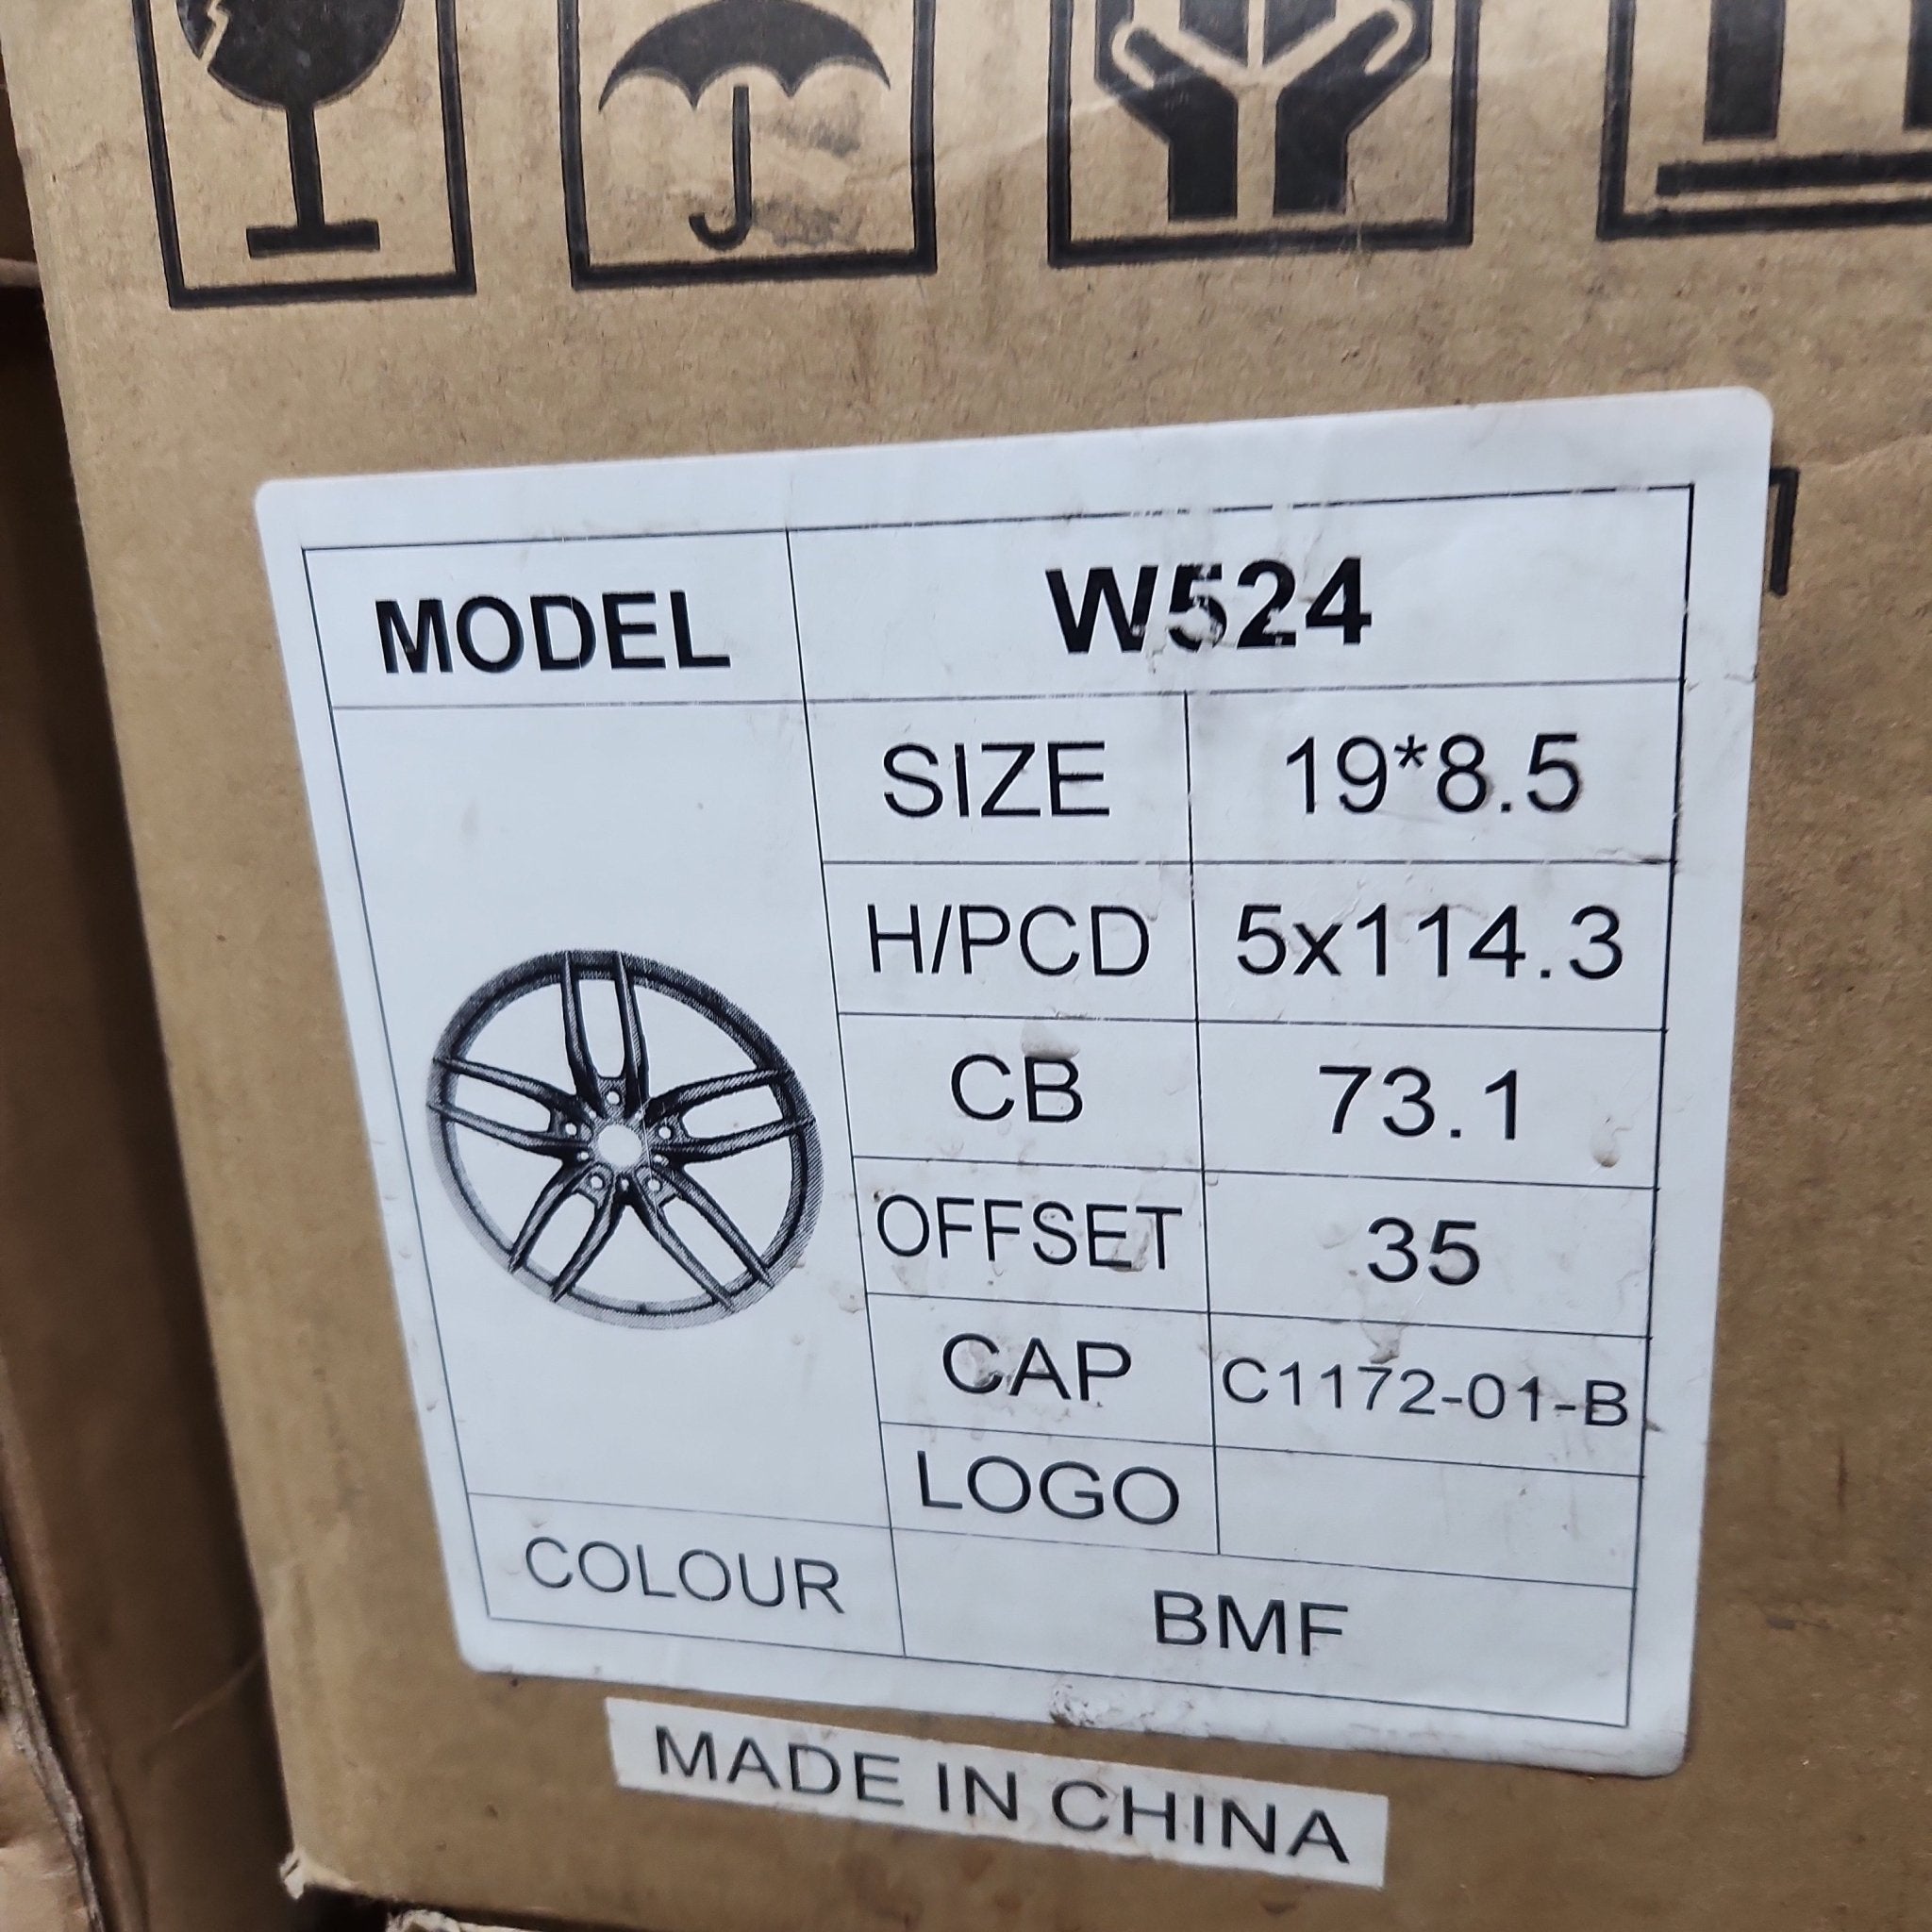 MODEL W524
SIZE 19*8.5
H/PCD 5x114.3
CB 73.1
OFFSET 35
CAP C1172-01-B
LOGO
COLOUR BMF
MADE IN CHINA